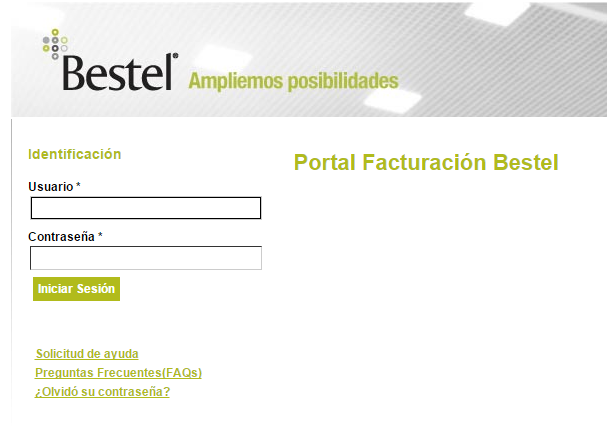 Bestel® Ampliemos posibilidades
Identificación
Portal Facturación Bestel
Usuario *
Contraseña *
Iniciar Sesión
Solicitud de ayuda
Preguntas Frecuentes(FAQs)
¿Olvidó su contraseña?